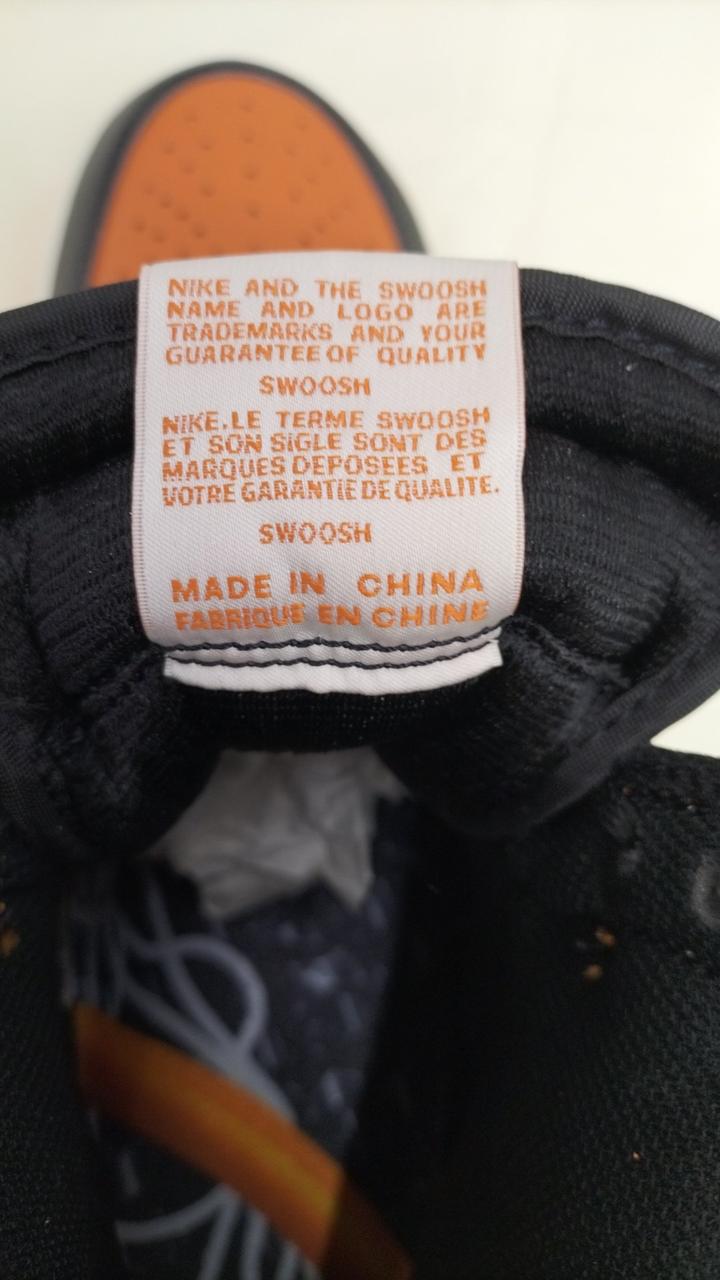 NIKE AND THE SWOOSH
NAME AND LOGO ARE
TRADEMARKS AND YOUR
GUARANTEE OF QUALITY
SWOOSH
NIKE.LE TERME SWOOSH
ET SON SIGLE SONT DES
MARQUES DEPOSEES ET
VOTRE GARANTIE DE QUALITE.
SWOOSH
MADE IN CHINA
FABRIQUE EN CHINE